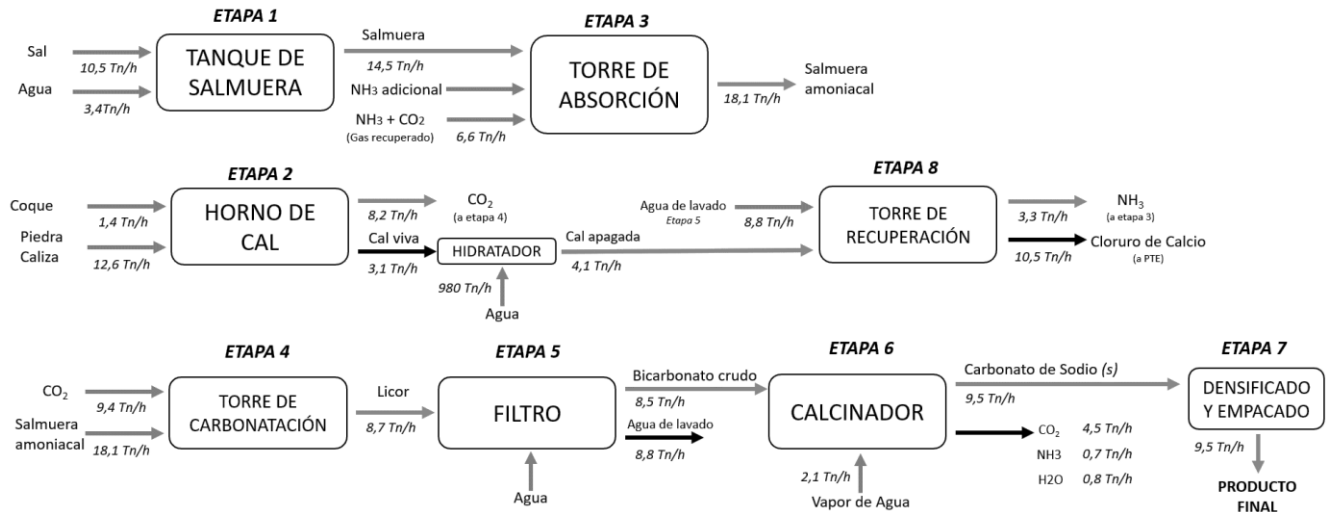 ETAPA 1
Sal
10,5 Tn/h
Agua
3,4Tn/h
TANQUE DE
SALMUERA
Salmuera
14,5 Tn/h
NH3 adicional
NH3 + CO2
(Gas recuperado)
6,6 Tn/h
ETAPA 3
TORRE DE
ABSORCIÓN
18,1 Tn/h
Salmuera
amoniacal
ETAPA 2
Coque
1,4 Tn/h
Piedra
Caliza
12,6 Tn/h
HORNO DE
CAL
8,2 Tn/h
CO2
(a etapa 4)
Cal viva
3,1 Tn/h
HIDRATADOR
980 Tn/h
Agua
Cal apagada
4,1 Tn/h
Agua de lavado
Etapa 5
8,8 Tn/h
ETAPA 8
TORRE DE
RECUPERACIÓN
3,3 Tn/h
NH3
(a etapa 3)
10,5 Tn/h
Cloruro de Calcio
(a PTE)
ETAPA 4
CO2
9,4 Tn/h
Salmuera
amoniacal
18,1 Tn/h
TORRE DE
CARBONATACIÓN
Licor
8,7 Tn/h
ETAPA 5
FILTRO
Agua
Bicarbonato crudo
8,5 Tn/h
Agua de lavado
8,8 Tn/h
ETAPA 6
CALCINADOR
2,1 Tn/h
Vapor de Agua
Carbonato de Sodio (s)
9,5 Tn/h
CO2 4,5 Tn/h
NH3 0,7 Tn/h
H2O 0,8 Tn/h
ETAPA 7
DENSIFICADO
Y EMPACADO
9,5 Tn/h
PRODUCTO
FINAL